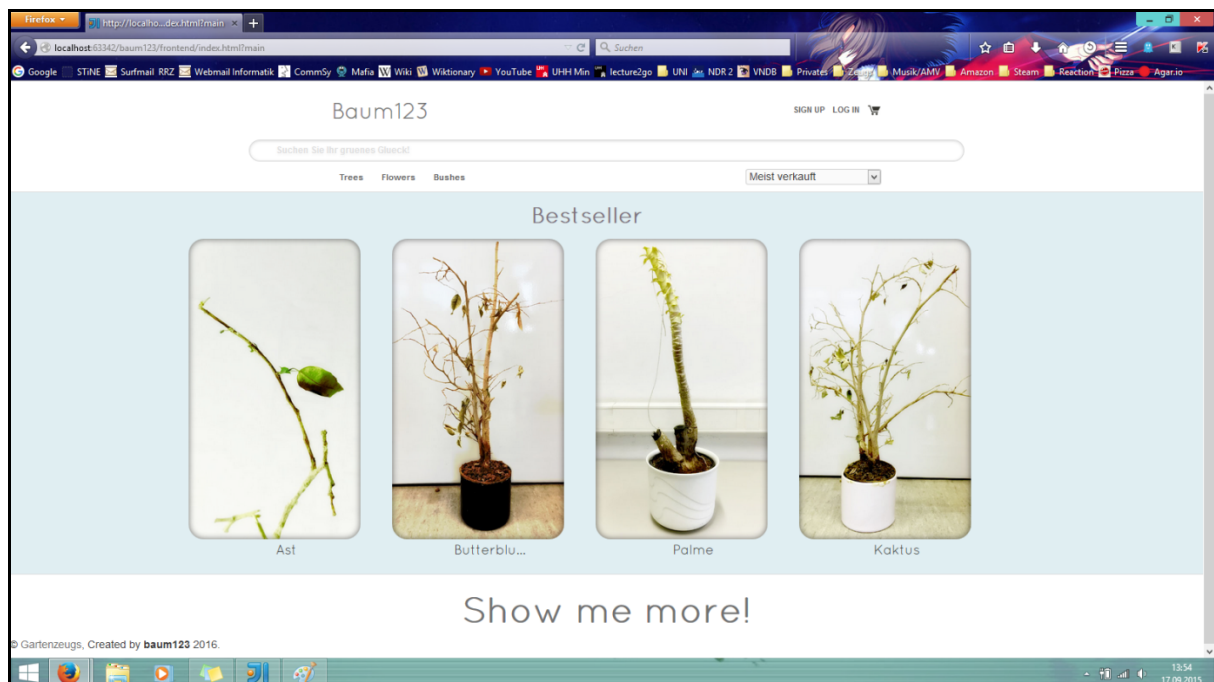 Firefox
http://localho...dex.html?main
localhost:63342/baum123/frontend/index.html?main
Suchen
Google STiNE Surfmail RRZ Webmail Informatik CommSy Mafia Wiki Wiktionary YouTube UHH Min lecture2go UNI NDR 2 VNDB Privates Musik/AMV Amazon Steam Reaction Pizza Agar.io
Baum123
SIGN UP LOG IN
Suchen Sie Ihr gruenes Glueck!
Trees Flowers Bushes
Meist verkauft
Bestseller
Ast
Butterblu...
Palme
Kaktus
Show me more!
© Gartenzeugs, Created by baum123 2016.
13:54
17.09.2015